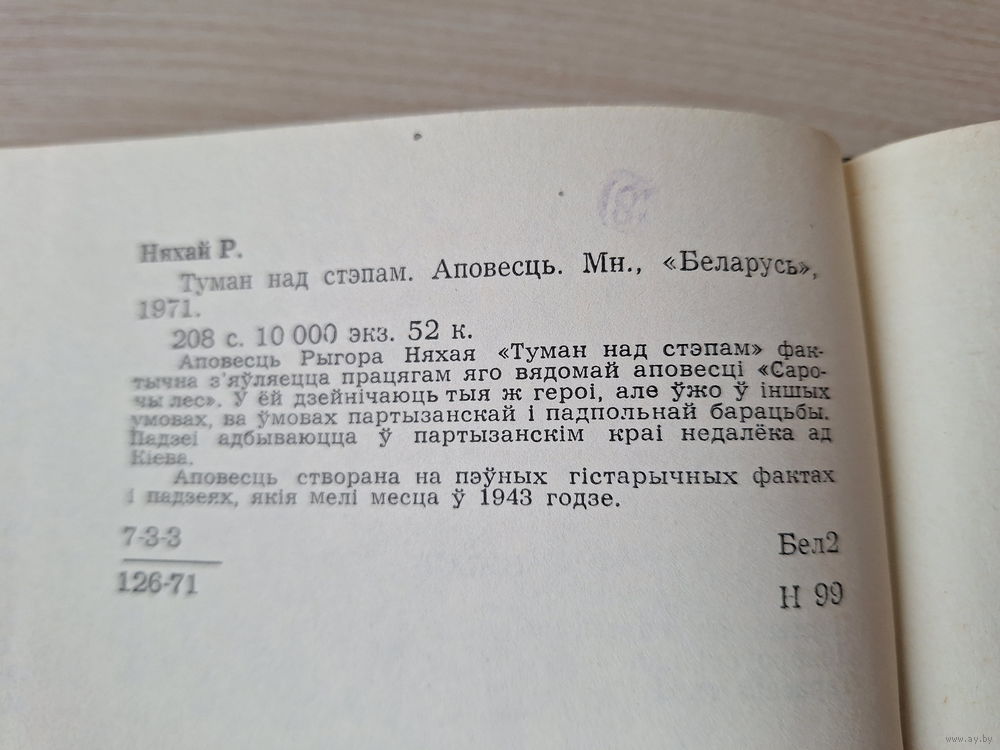 Няхай Р.
Туман над стэпам. Аповесць. Мн., «Беларусь»,
1971.
208 с. 10 000 экз. 52 к.
Аповесць Рыгора Няхая «Туман над стэпам» фак-
тычна з'яўляецца працягам яго вядомай аповесці «Саро-
чы лес». Ў ёй дзейнічаюць тыя ж героі, але ўжо ў іншых
умовах, ва ўмовах партызанскай і падпольнай барацьбы.
Падзеі адбываюцца ў партызанскім краі недалёка ад
Кіева.
Аповесць створана на пэўных гістарычных фактах
і падзеях, якія мелі месца ў 1943 годзе.
7-3-3
126-71
Бел2
Н 99
www.ay.by